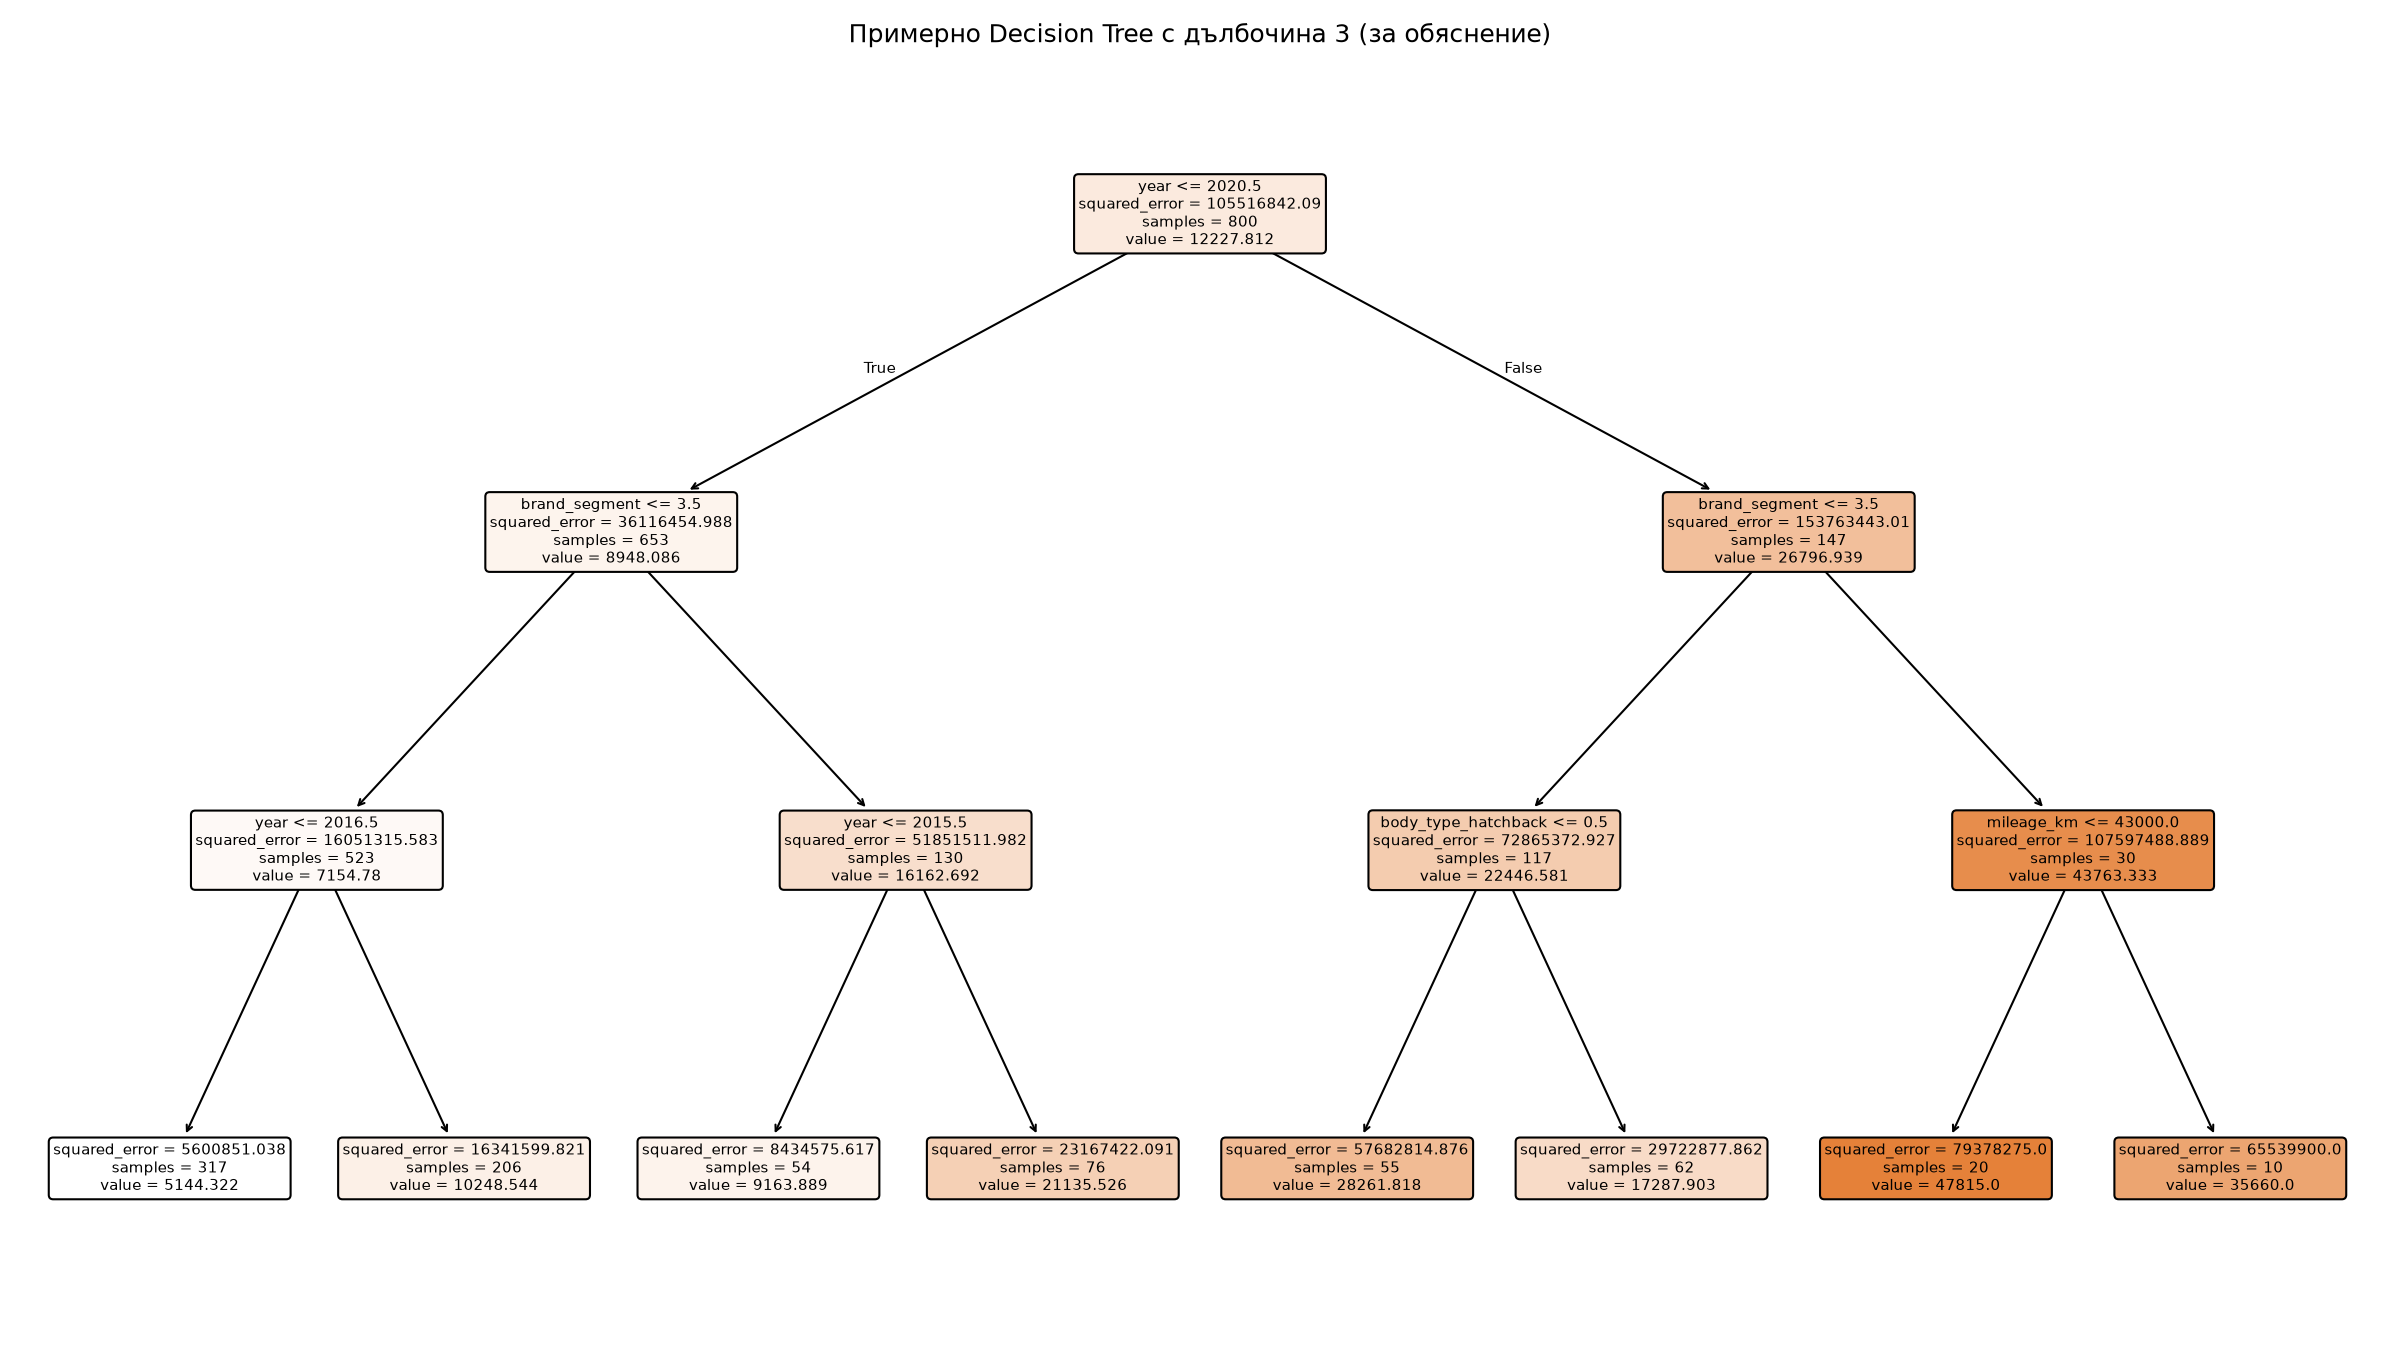 Примерно Decision Tree с дълбочина 3 (за обяснение)
year <= 2020.5
squared_error = 105516842.09
samples = 800
value = 12227.812
True
False
brand_segment <= 3.5
squared_error = 36116454.988
samples = 653
value = 8948.086
brand_segment <= 3.5
squared_error = 153763443.01
samples = 147
value = 26796.939
year <= 2016.5
squared_error = 16051315.583
samples = 523
value = 7154.78
year <= 2015.5
squared_error = 51851511.982
samples = 130
value = 16162.692
body_type_hatchback <= 0.5
squared_error = 72865372.927
samples = 117
value = 22446.581
mileage_km <= 43000.0
squared_error = 107597488.889
samples = 30
value = 43763.333
squared_error = 5600851.038
samples = 317
value = 5144.322
squared_error = 16341599.821
samples = 206
value = 10248.544
squared_error = 8434575.617
samples = 54
value = 9163.889
squared_error = 23167422.091
samples = 76
value = 21135.526
squared_error = 57682814.876
samples = 55
value = 28261.818
squared_error = 29722877.862
samples = 62
value = 17287.903
squared_error = 79378275.0
samples = 20
value = 47815.0
squared_error = 65539900.0
samples = 10
value = 35660.0